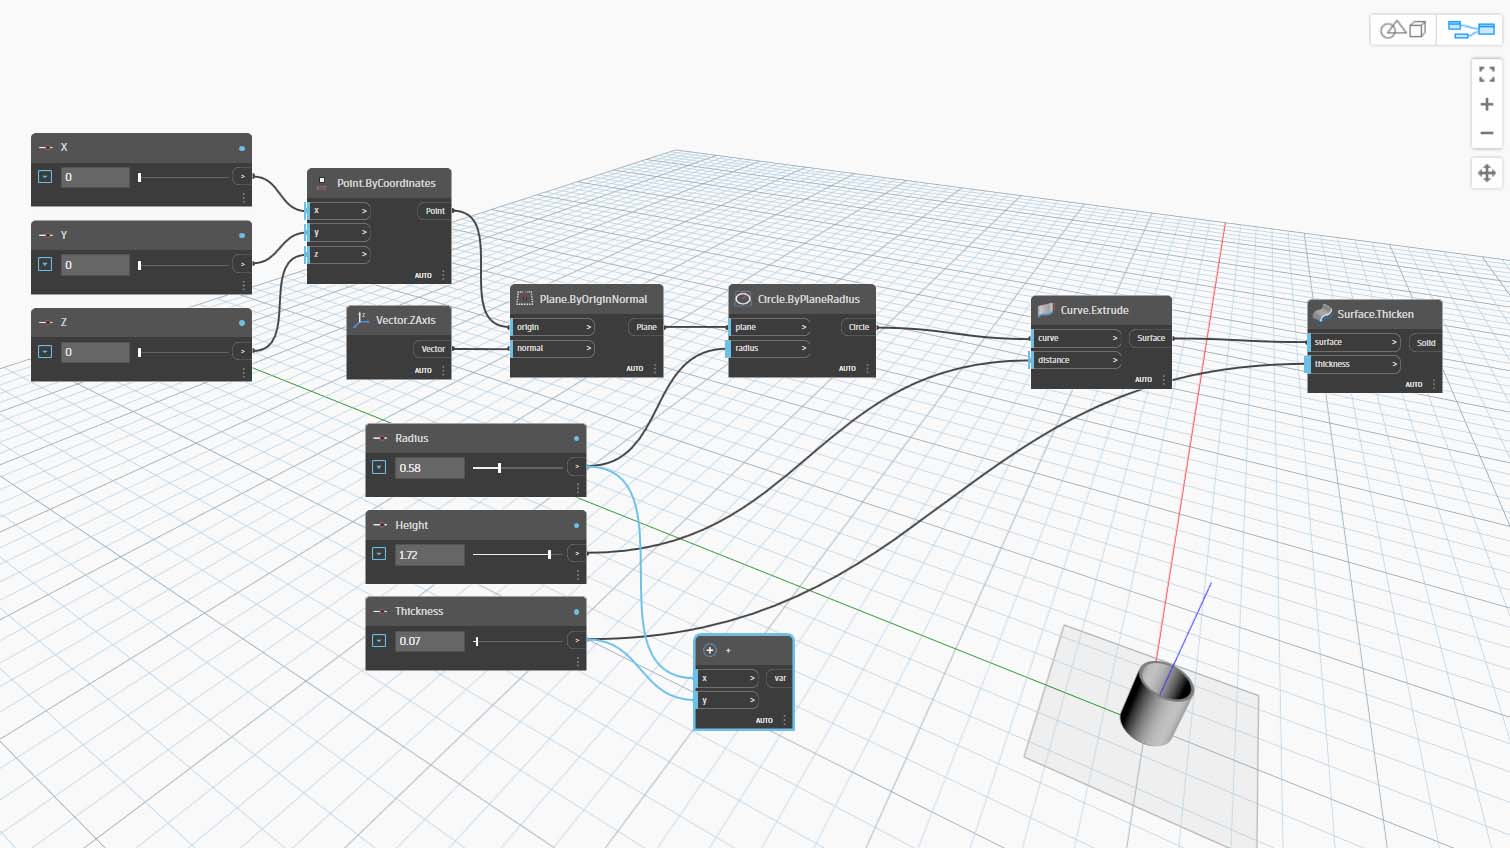 X
0
>
Y
0
>
Z
0
>
Point.ByCoordinates
x >
Point
y >
z >
AUTO
Vector.ZAxis
Vector
AUTO
Plane.ByOriginNormal
origin >
Plane
normal >
AUTO
Circle.ByPlaneRadius
plane >
Circle
radius >
AUTO
Curve.Extrude
curve >
Surface
distance >
AUTO
Surface.Thicken
surface >
Solid
thickness >
AUTO
Radius
0.58
>
Height
1.72
>
Thickness
0.07
>
+
x >
var
y >
AUTO